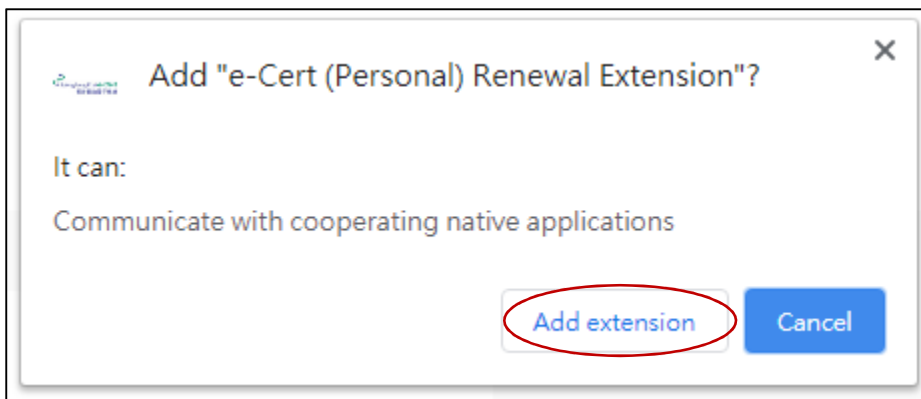 Add "e-Cert (Personal) Renewal Extension"?
It can:
Communicate with cooperating native applications
Add extension
Cancel